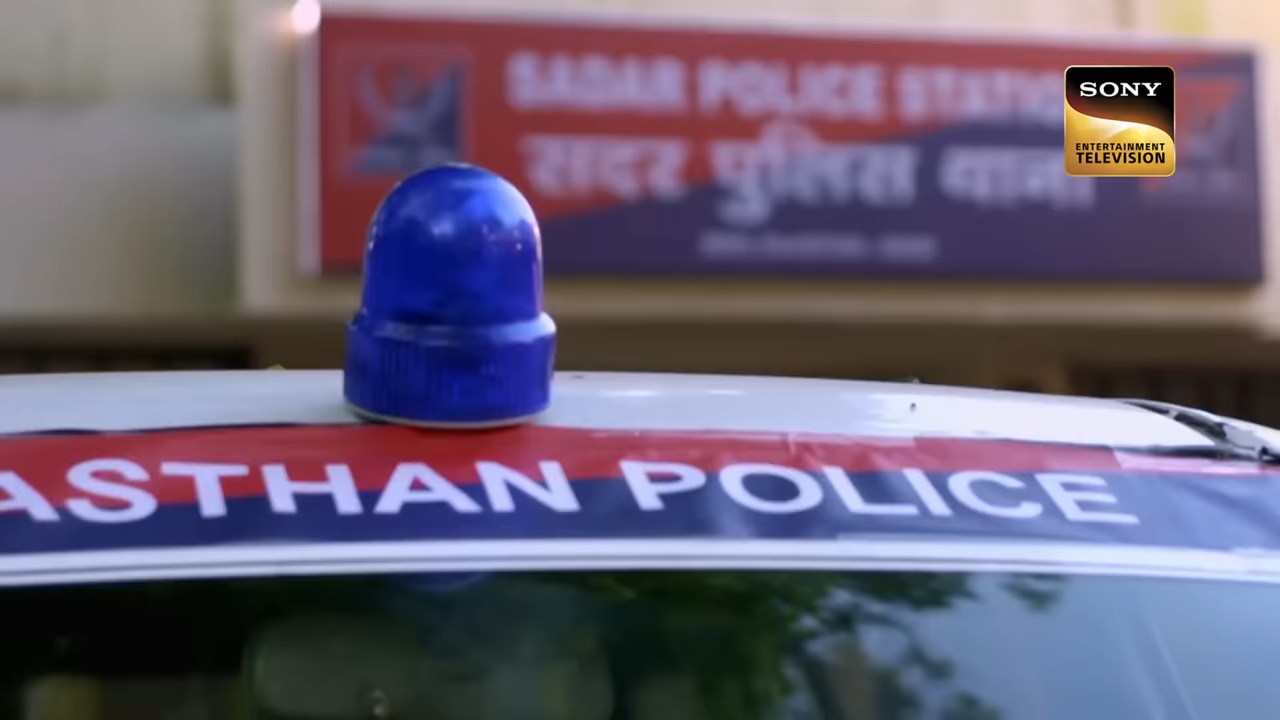 SADAR POLICE STATION
सदर पुलिस थाना
SONY
ENTERTAINMENT
TELEVISION
ASTHAN POLICE